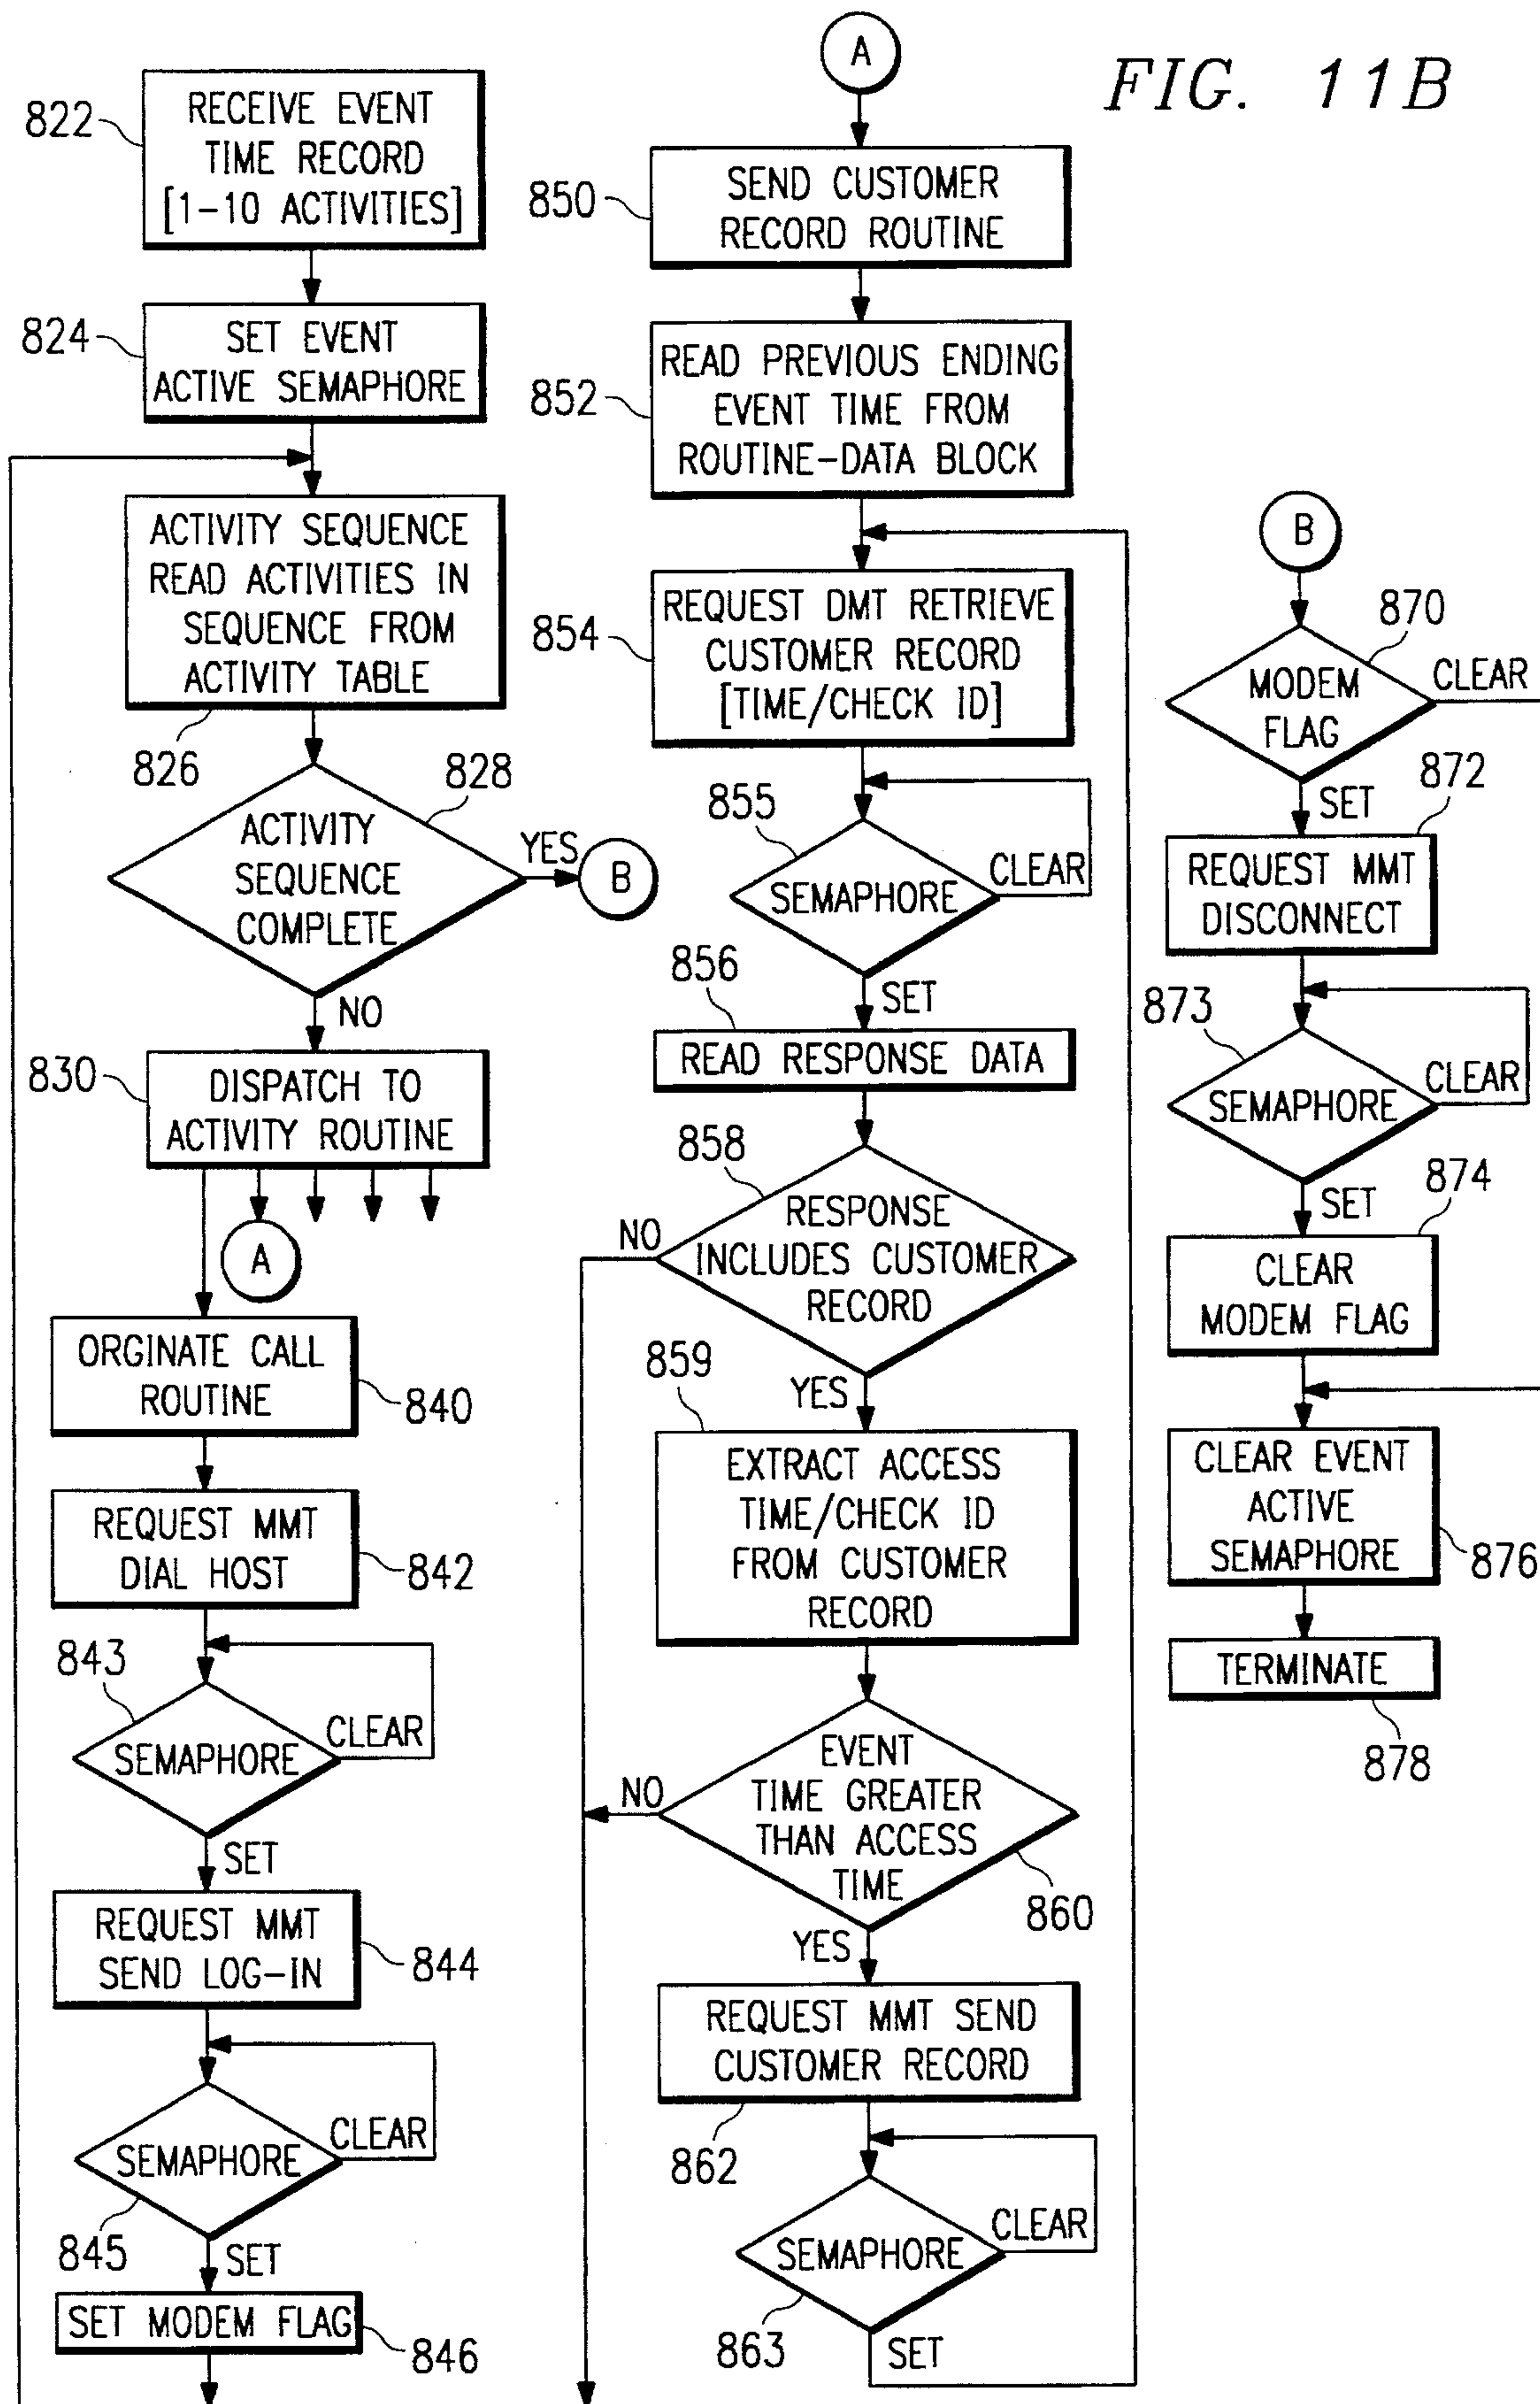 FIG. 11B
822
RECEIVE EVENT
TIME RECORD
[1-10 ACTIVITIES]
824
SET EVENT
ACTIVE SEMAPHORE
ACTIVITY SEQUENCE
READ ACTIVITIES IN
SEQUENCE FROM
ACTIVITY TABLE
826
828
ACTIVITY
SEQUENCE
COMPLETE
YES
B
NO
830
DISPATCH TO
ACTIVITY ROUTINE
A
ORGINATE CALL
ROUTINE
840
REQUEST MMT
DIAL HOST
842
843
SEMAPHORE
CLEAR
SET
REQUEST MMT
SEND LOG-IN
844
SEMAPHORE
CLEAR
845
SET
SET MODEM FLAG
846
A
850
SEND CUSTOMER
RECORD ROUTINE
852
READ PREVIOUS ENDING
EVENT TIME FROM
ROUTINE-DATA BLOCK
854
REQUEST DMT RETRIEVE
CUSTOMER RECORD
[TIME/CHECK ID]
855
SEMAPHORE
CLEAR
SET
856
READ RESPONSE DATA
858
RESPONSE
INCLUDES CUSTOMER
RECORD
NO
YES
859
EXTRACT ACCESS
TIME/CHECK ID
FROM CUSTOMER
RECORD
EVENT
TIME GREATER
THAN ACCESS
TIME
NO
860
YES
REQUEST MMT SEND
CUSTOMER RECORD
862
SEMAPHORE
CLEAR
863
SET
B
870
MODEM
FLAG
CLEAR
SET
872
REQUEST MMT
DISCONNECT
873
SEMAPHORE
CLEAR
SET
874
CLEAR
MODEM FLAG
CLEAR EVENT
ACTIVE
SEMAPHORE
876
TERMINATE
878